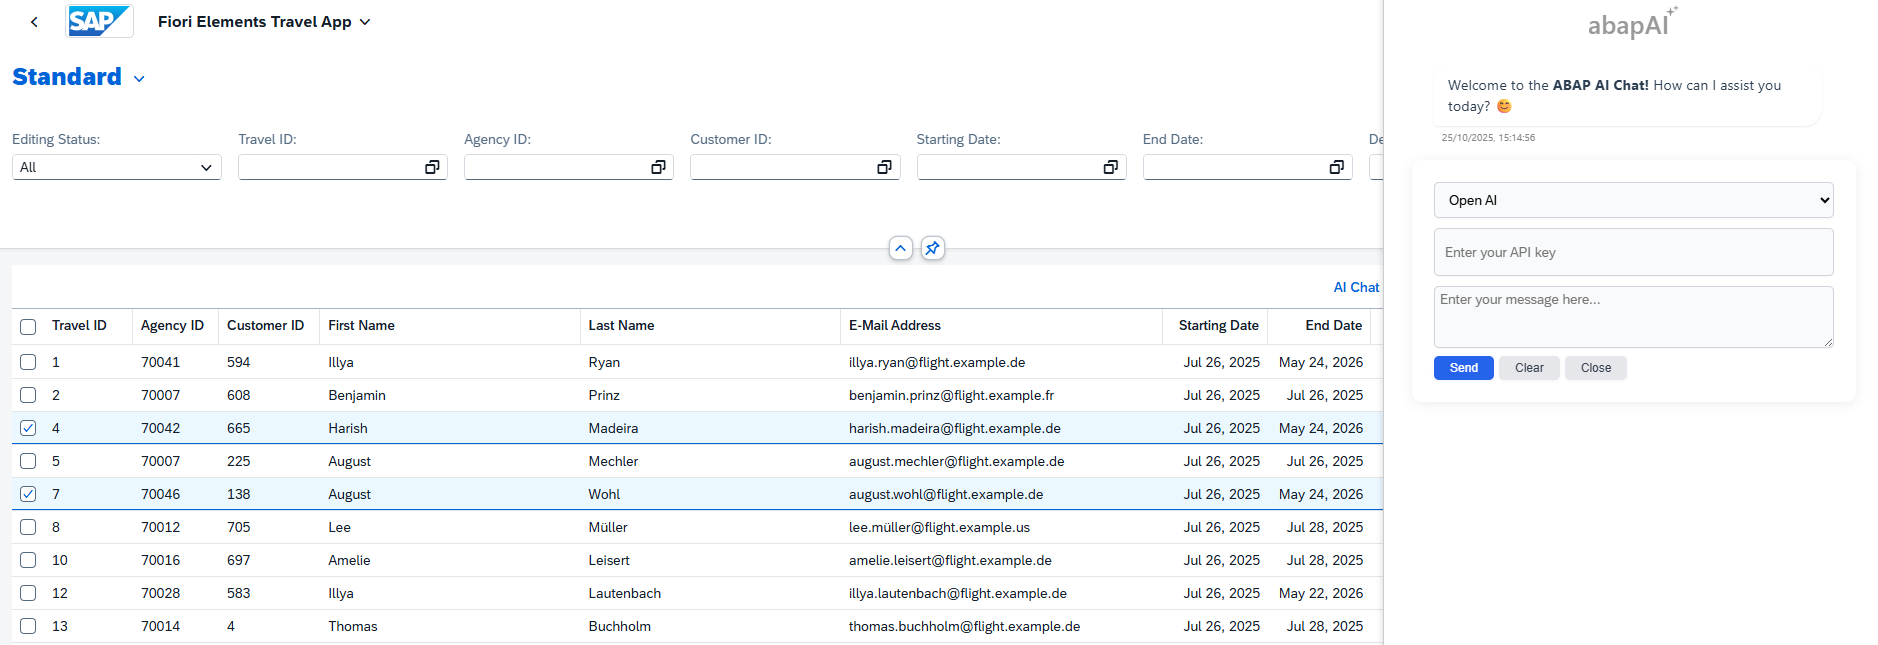 SAP Fiori Elements Travel App
Standard
Editing Status: Travel ID: Agency ID: Customer ID: Starting Date: End Date: De
All
AI Chat
Travel ID Agency ID Customer ID First Name Last Name E-Mail Address Starting Date End Date
1 70041 594 Illya Ryan illya.ryan@flight.example.de Jul 26, 2025 May 24, 2026
2 70007 608 Benjamin Prinz benjamin.prinz@flight.example.fr Jul 26, 2025 Jul 26, 2025
4 70042 665 Harish Madeira harish.madeira@flight.example.de Jul 26, 2025 May 24, 2026
5 70007 225 August Mechler august.mechler@flight.example.de Jul 26, 2025 Jul 26, 2025
7 70046 138 August Wohl august.wohl@flight.example.de Jul 26, 2025 May 24, 2026
8 70012 705 Lee Müller lee.müller@flight.example.us Jul 26, 2025 Jul 28, 2025
10 70016 697 Amelie Leisert amelie.leisert@flight.example.de Jul 26, 2025 Jul 28, 2025
12 70028 583 Illya Lautenbach illya.lautenbach@flight.example.de Jul 26, 2025 May 22, 2026
13 70014 4 Thomas Buchholm thomas.buchholm@flight.example.de Jul 26, 2025 Jul 28, 2025
abapAI
Welcome to the ABAP AI Chat! How can I assist you
today? 😊
25/10/2025, 15:14:56
Open AI
Enter your API key
Enter your message here...
Send Clear Close